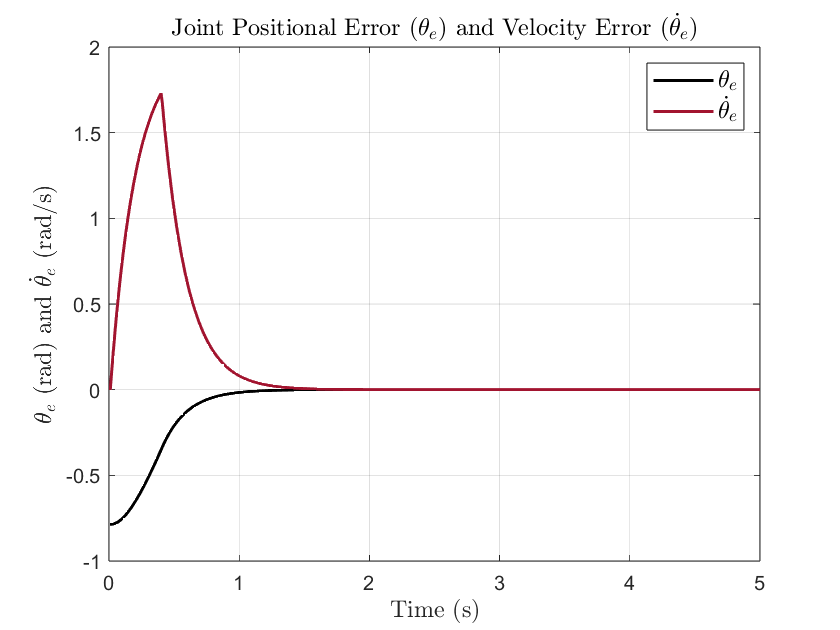 Joint Positional Error (θₑ) and Velocity Error (θ̇ₑ)
θₑ
θ̇ₑ
θₑ (rad) and θ̇ₑ (rad/s)
2
1.5
1
0.5
0
-0.5
-1
0 1 2 3 4 5
Time (s)